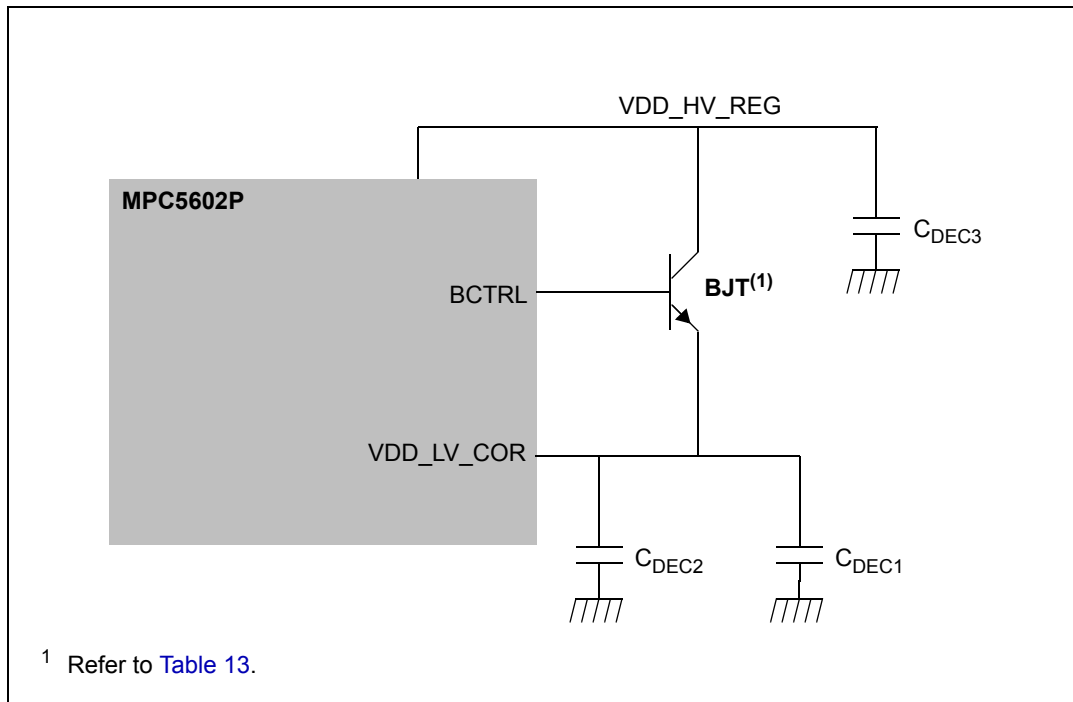 VDD_HV_REG
MPC5602P
CDEC3
BJT(1)
BCTRL
VDD_LV_COR
CDEC2
CDEC1
1 Refer to Table 13.